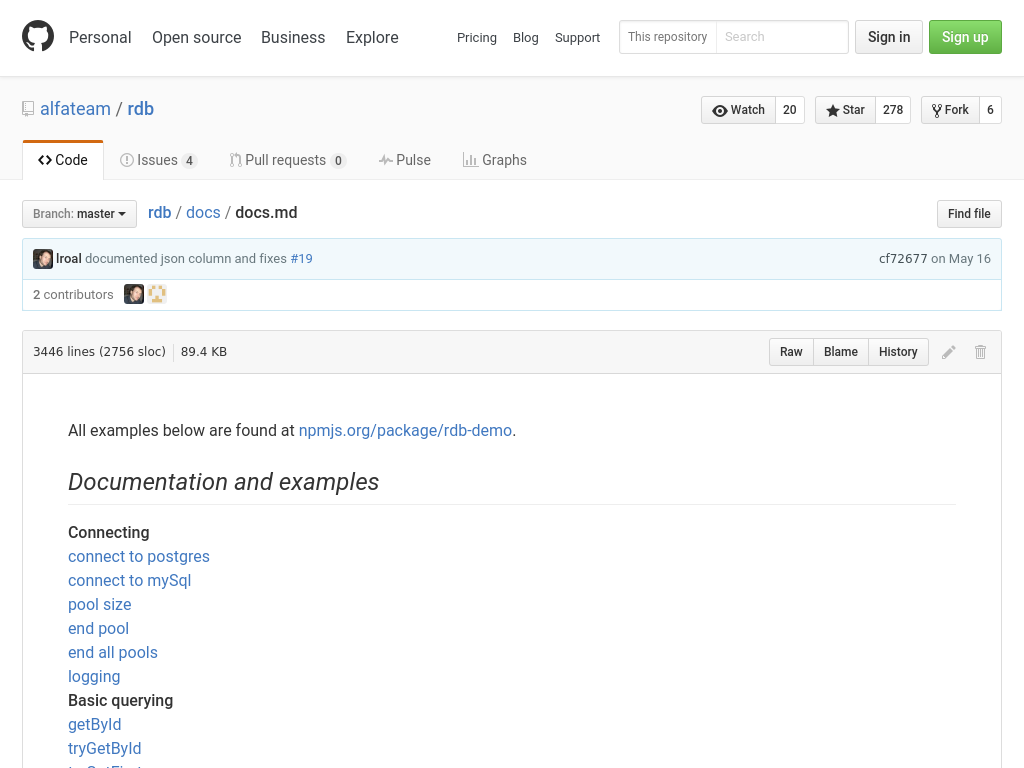 Personal Open source Business Explore Pricing Blog Support This repository Search Sign in Sign up
alfateam / rdb Watch 20 Star 278 Fork 6
Code Issues 4 Pull requests 0 Pulse Graphs
Branch: master rdb / docs / docs.md Find file
lroal documented json column and fixes #19 cf72677 on May 16
2 contributors
3446 lines (2756 sloc) 89.4 KB Raw Blame History
All examples below are found at npmjs.org/package/rdb-demo.
Documentation and examples
Connecting
connect to postgres
connect to mySql
pool size
end pool
end all pools
logging
Basic querying
getById
tryGetById